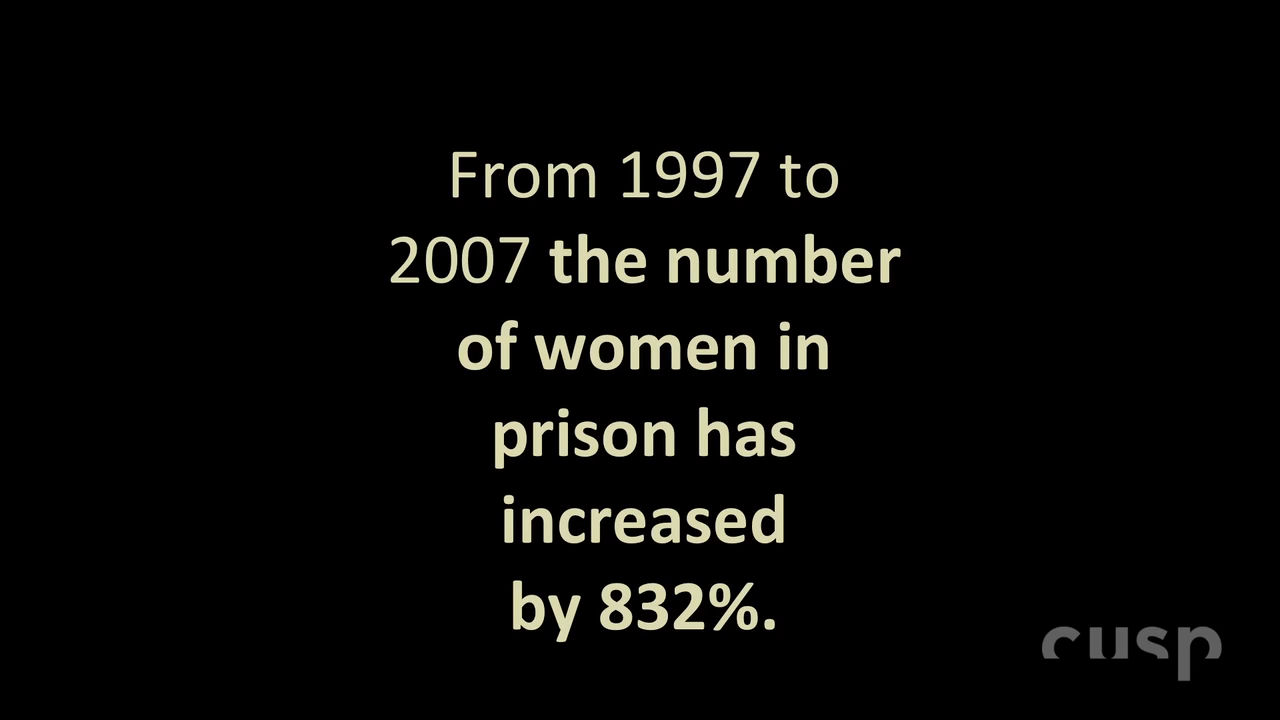 From 1997 to
2007 the number
of women in
prison has
increased
by 832%.
cusp